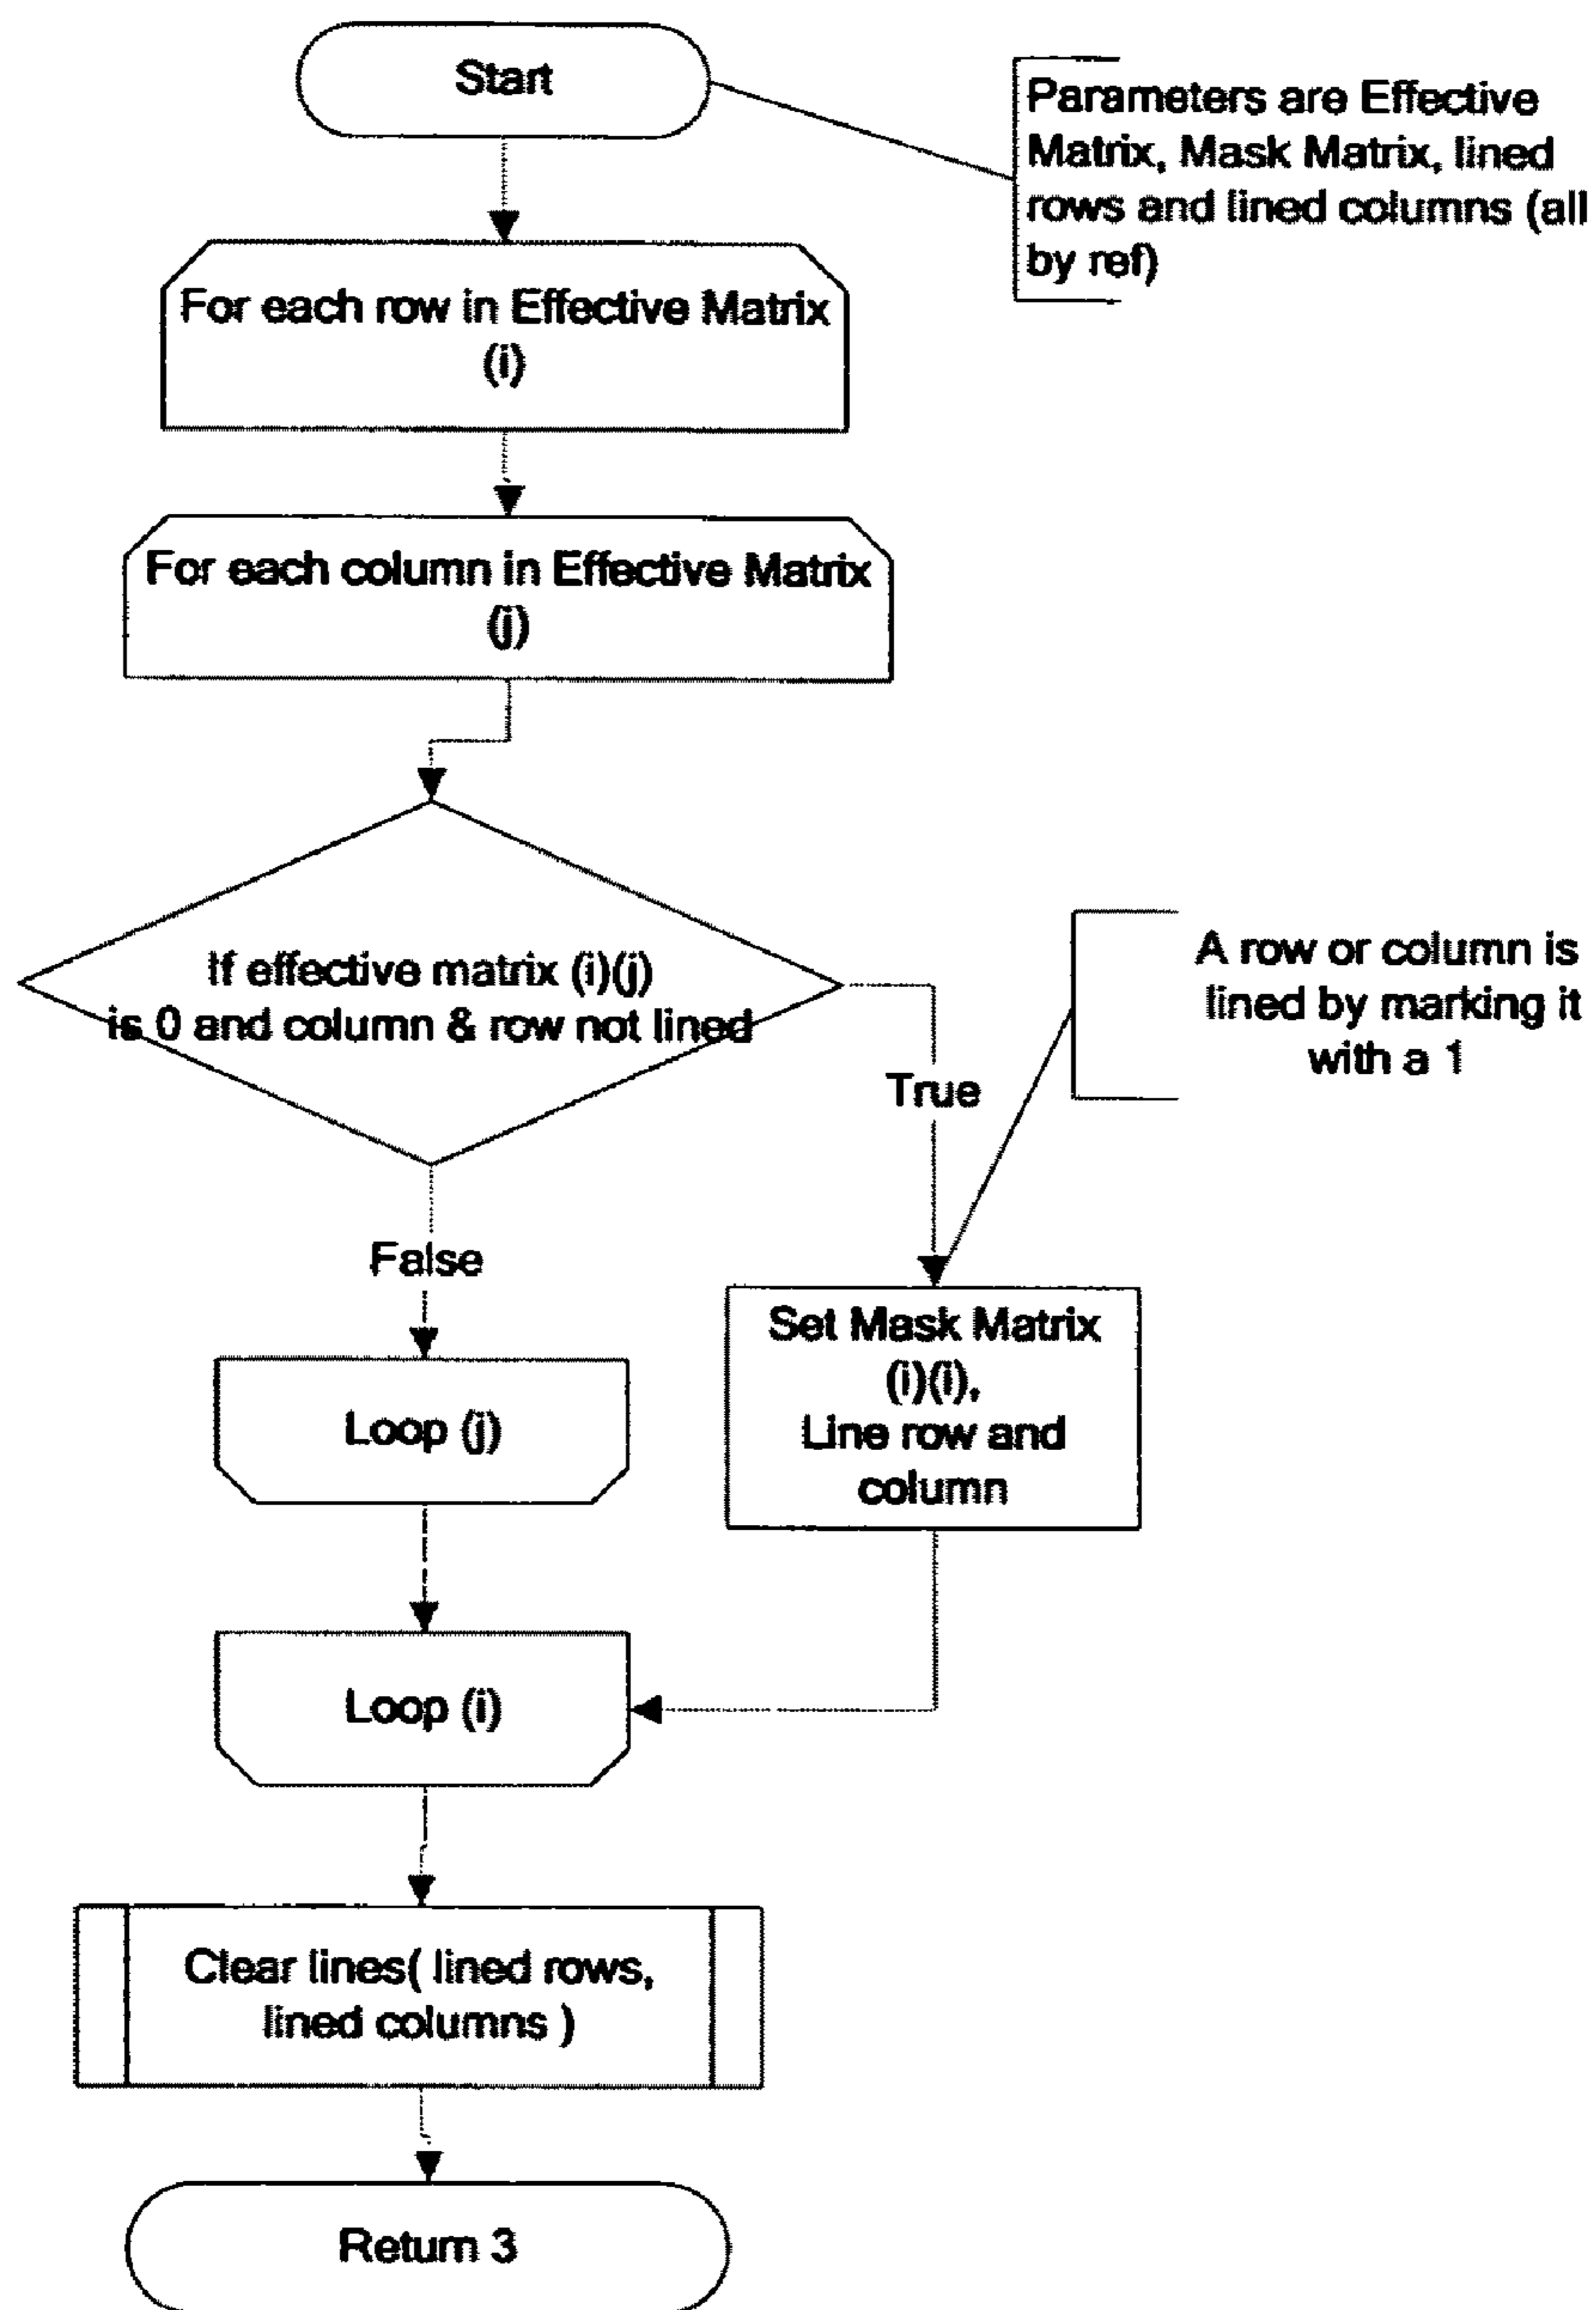 Start
Parameters are Effective
Matrix, Mask Matrix, lined
rows and lined columns (all
by ref)
For each row in Effective Matrix
(i)
For each column in Effective Matrix
(j)
If effective matrix (i)(j)
is 0 and column & row not lined
A row or column is
lined by marking it
with a 1
True
False
Set Mask Matrix
(i)(i),
Line row and
column
Loop (j)
Loop (i)
Clear lines( lined rows,
lined columns )
Return 3